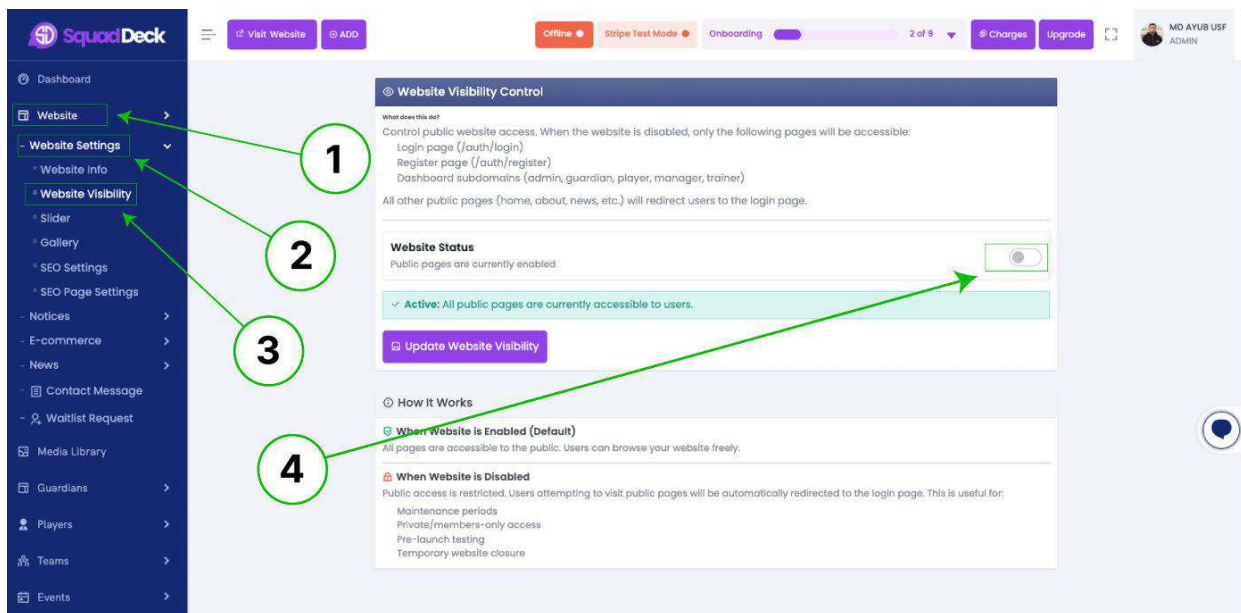 SquadDeck
Visit Website
ADD
Offline
Stripe Test Mode
Onboarding
2 of 9
Charges
Upgrade
MD AYUB USF
ADMIN
Dashboard
Website
- Website Settings
Website Info
Website Visibility
Slider
Gallery
SEO Settings
SEO Page Settings
- Notices
- E-commerce
- News
- Contact Message
- Waitlist Request
Media Library
Guardians
Players
Teams
Events
1
2
3
4
Website Visibility Control
What does this do?
Control public website access. When the website is disabled, only the following pages will be accessible:
Login page (/auth/login)
Register page (/auth/register)
Dashboard subdomains (admin, guardian, player, manager, trainer)
All other public pages (home, about, news, etc.) will redirect users to the login page.
Website Status
Public pages are currently enabled
Active: All public pages are currently accessible to users.
Update Website Visibility
How It Works
When Website is Enabled (Default)
All pages are accessible to the public. Users can browse your website freely.
When Website is Disabled
Public access is restricted. Users attempting to visit public pages will be automatically redirected to the login page. This is useful for:
Maintenance periods
Private/members-only access
Pre-launch testing
Temporary website closure